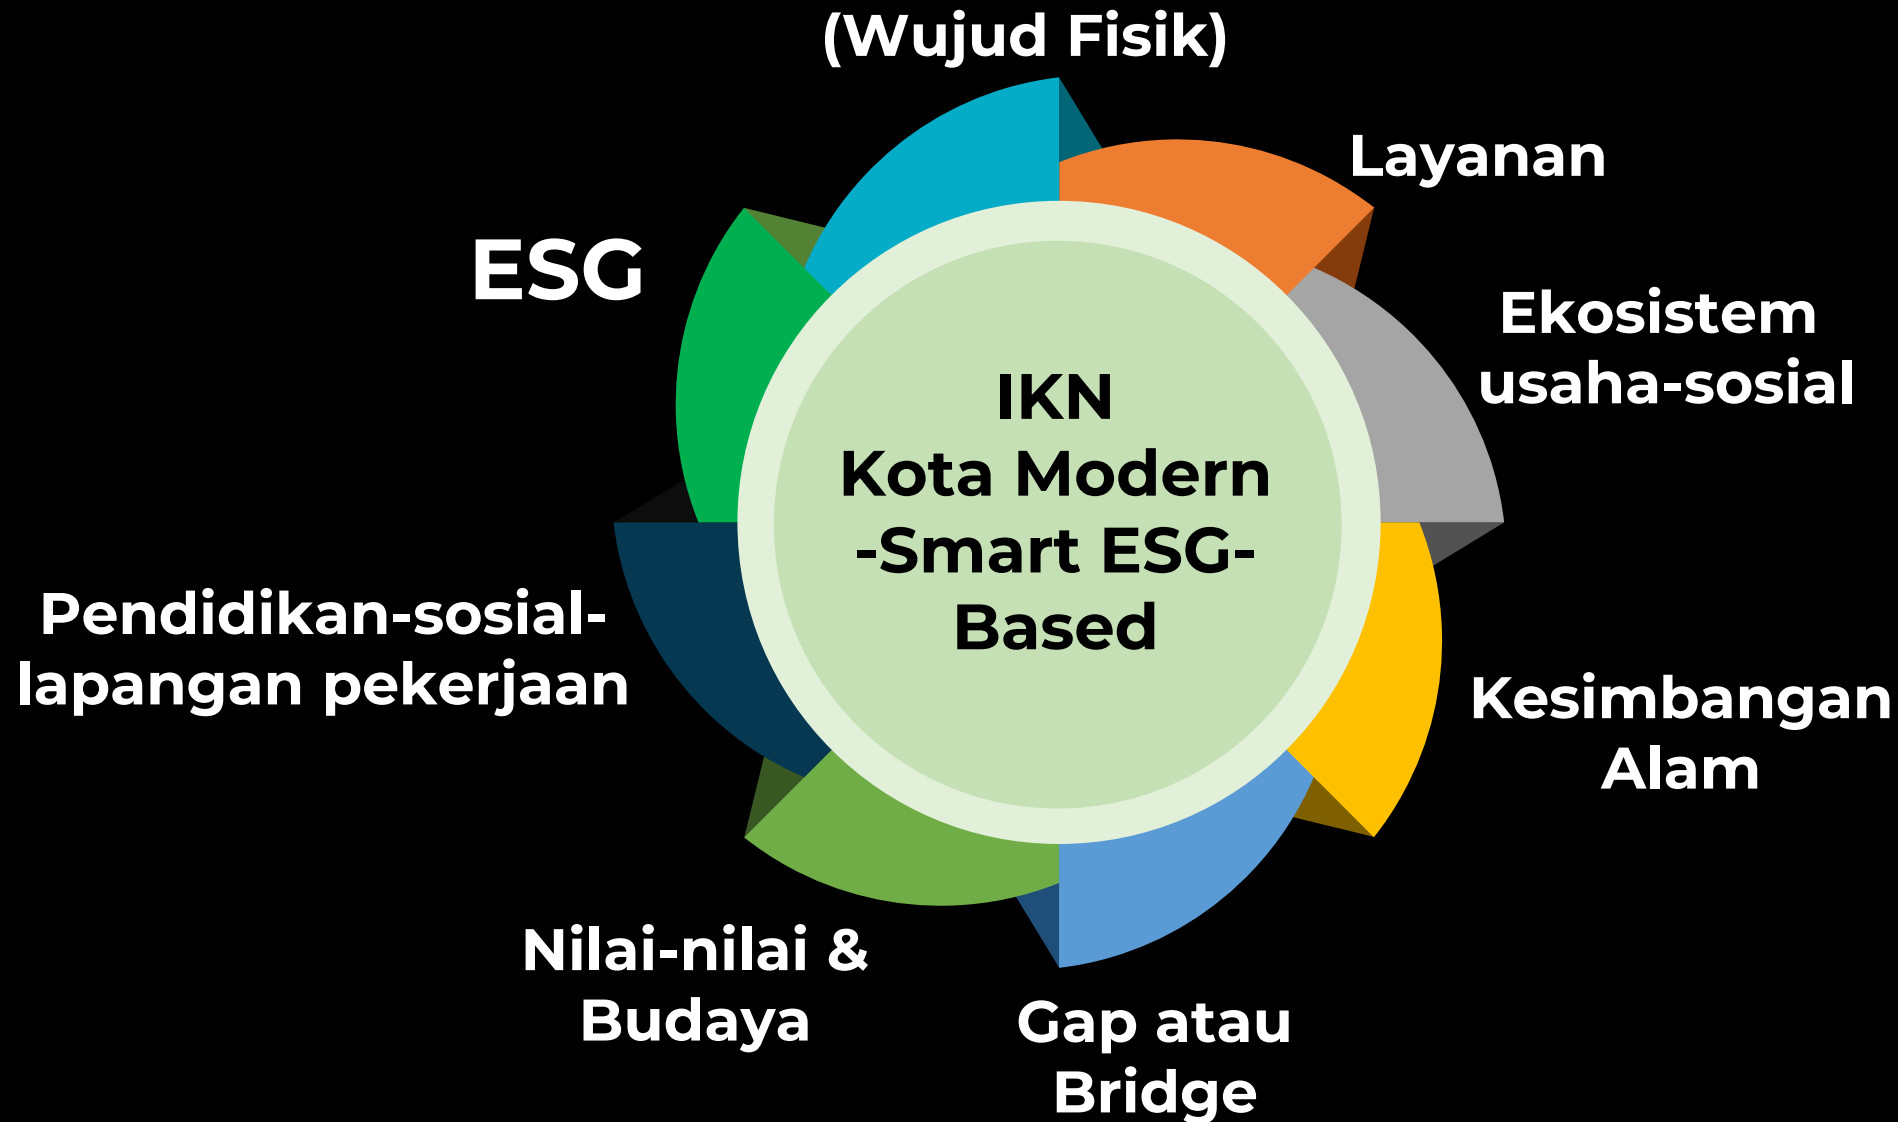 (Wujud Fisik)
Layanan
ESG
Ekosistem
usaha-sosial
IKN
Kota Modern
-Smart ESG-
Based
Pendidikan-sosial-
lapangan pekerjaan
Kesimbangan
Alam
Nilai-nilai &
Budaya
Gap atau
Bridge